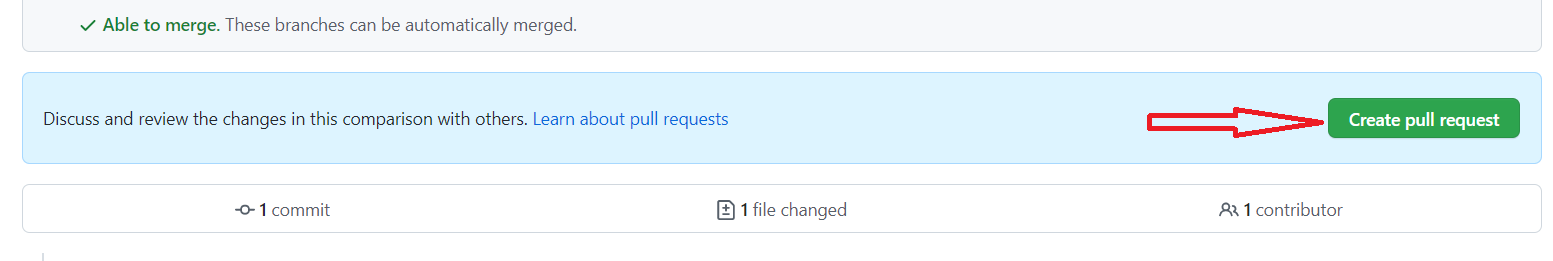 Able to merge. These branches can be automatically merged.
Discuss and review the changes in this comparison with others. Learn about pull requests
Create pull request
1 commit
1 file changed
1 contributor